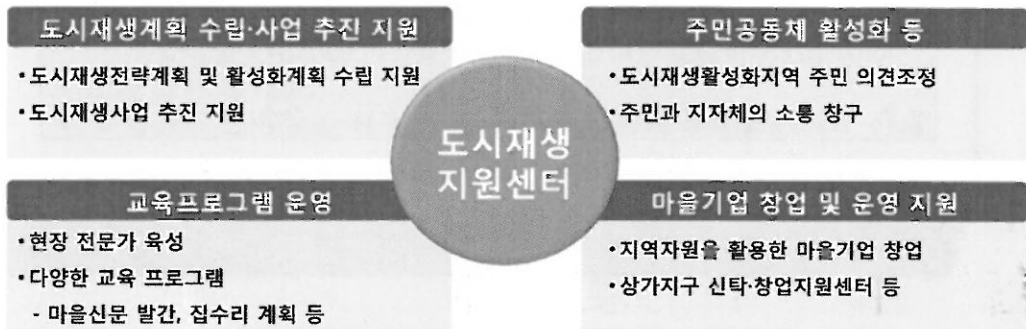 도시재생계획 수립·사업 추진 지원
•도시재생전략계획 및 활성화계획 수립 지원
•도시재생사업 추진 지원
주민공동체 활성화 등
•도시재생활성화지역 주민 의견조정
•주민과 지자체의 소통 창구
도시재생
지원센터
교육프로그램 운영
•현장 전문가 육성
•다양한 교육 프로그램
- 마을신문 발간, 집수리 계획 등
마을기업 창업 및 운영 지원
•지역자원을 활용한 마을기업 창업
•상가지구 신탁·창업지원센터 등